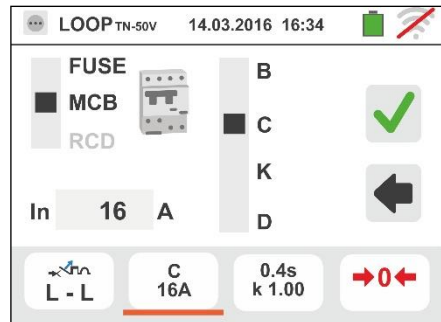 LOOP TN-50V 14.03.2016 16:34
FUSE
MCB
RCD
B
C
K
D
In 16 A
L - L
C
16A
0.4s
k 1.00
0